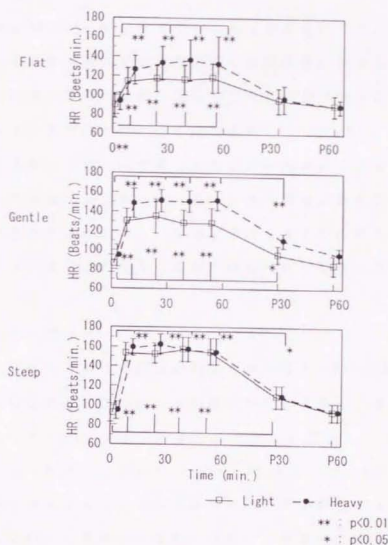 180
160
** ** ** **
140
120
100
80
60
Flat
HR (Beets/min.)
0** 30 60 P30 P60
** ** ** **
180
160
** ** ** **
140
**
120
100
80
60
Gentle
HR (Beats/min.)
** ** ** ** *
0 30 60 P30 P60
180
160
** ** ** **
140
*
120
100
80
60
Steep
HR (Beats/min.)
** ** ** ** **
0 30 60 P30 P60
Time (min.)
Light Heavy
** : p<0.01
* : p<0.05